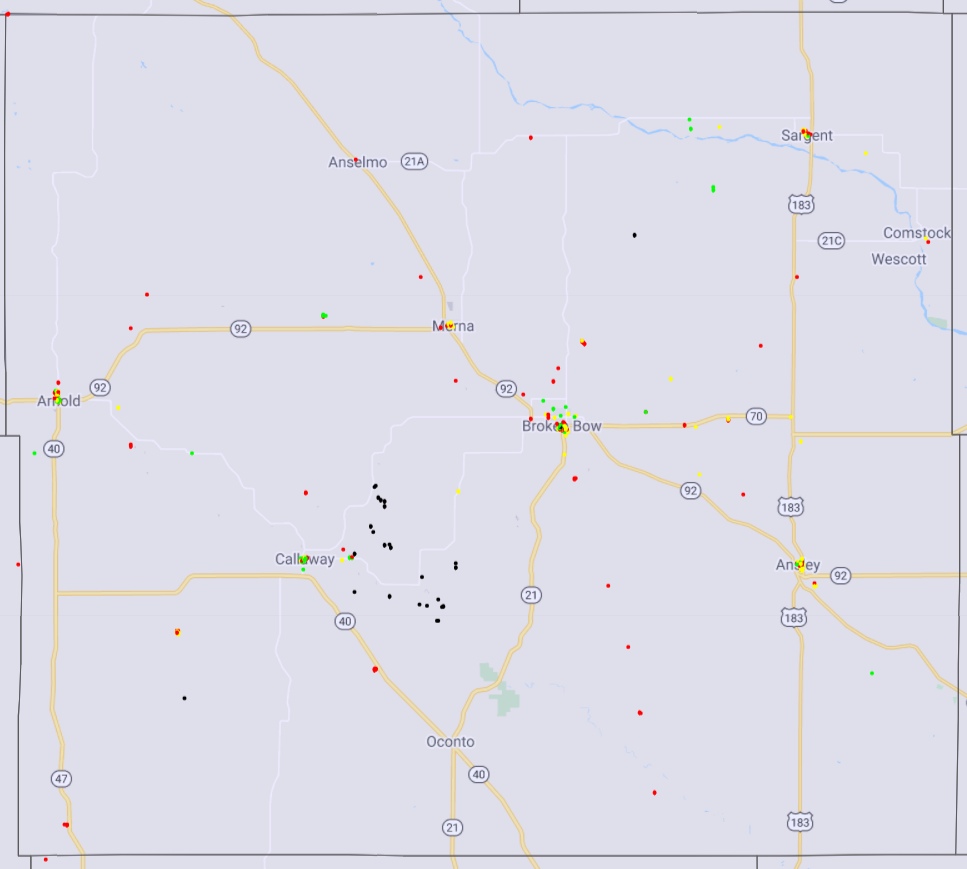 Sargent
Anselmo
21A
183
Comstock
21C
Wescott
Merna
92
92
92
Arnold
70
Broken Bow
40
92
183
Callaway
Ansley
92
21
183
40
Oconto
40
47
183
21